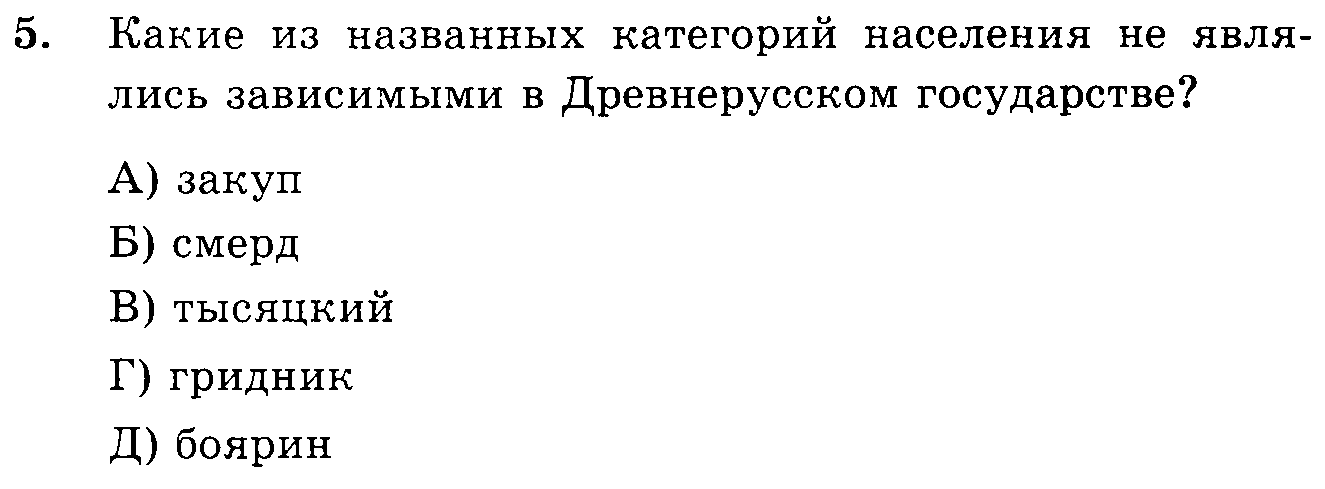 5. Какие из названных категорий населения не явля-
лись зависимыми в Древнерусском государстве?
А) закуп
Б) смерд
В) тысяцкий
Г) гридник
Д) боярин